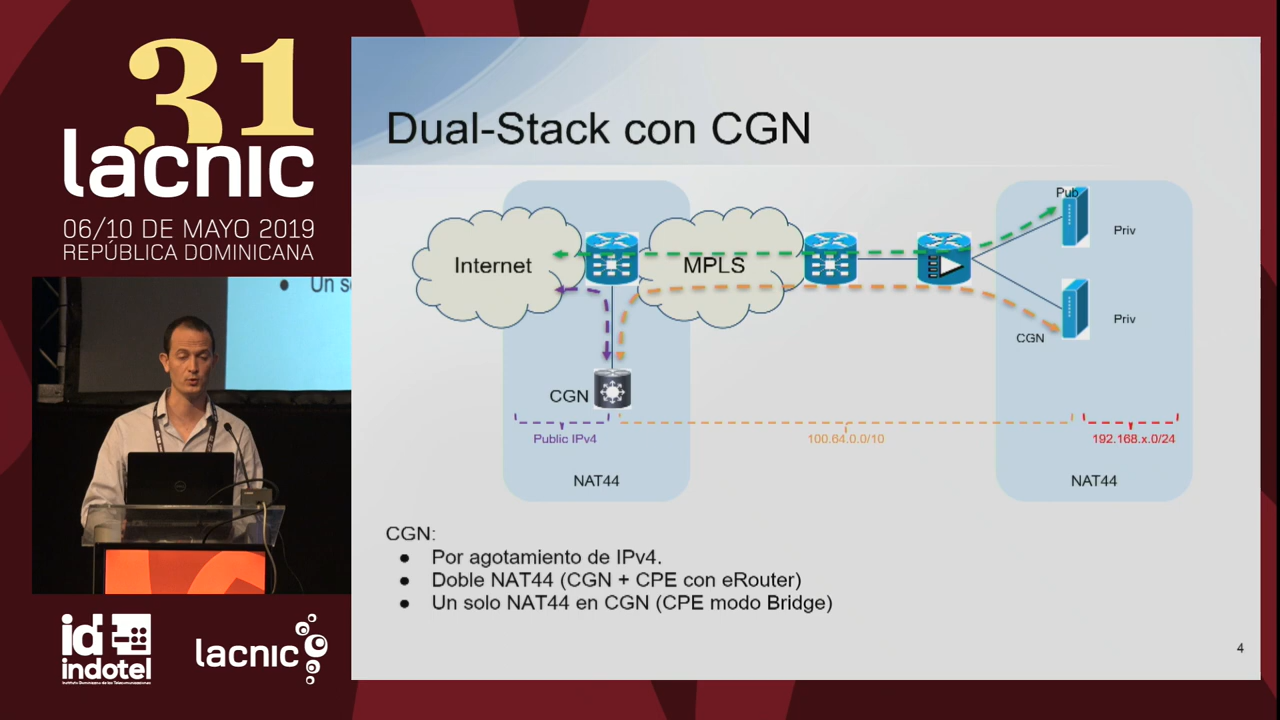 31
lacnic
06/10 DE MAYO 2019
REPÚBLICA DOMINICANA
Un s
id
indotel
lacnic
Dual-Stack con CGN
Internet
MPLS
Pub
Priv
Priv
CGN
CGN
Public IPv4
100.64.0.0/10
192.168.x.0/24
NAT44
NAT44
CGN:
● Por agotamiento de IPv4.
● Doble NAT44 (CGN + CPE con eRouter)
● Un solo NAT44 en CGN (CPE modo Bridge)
4